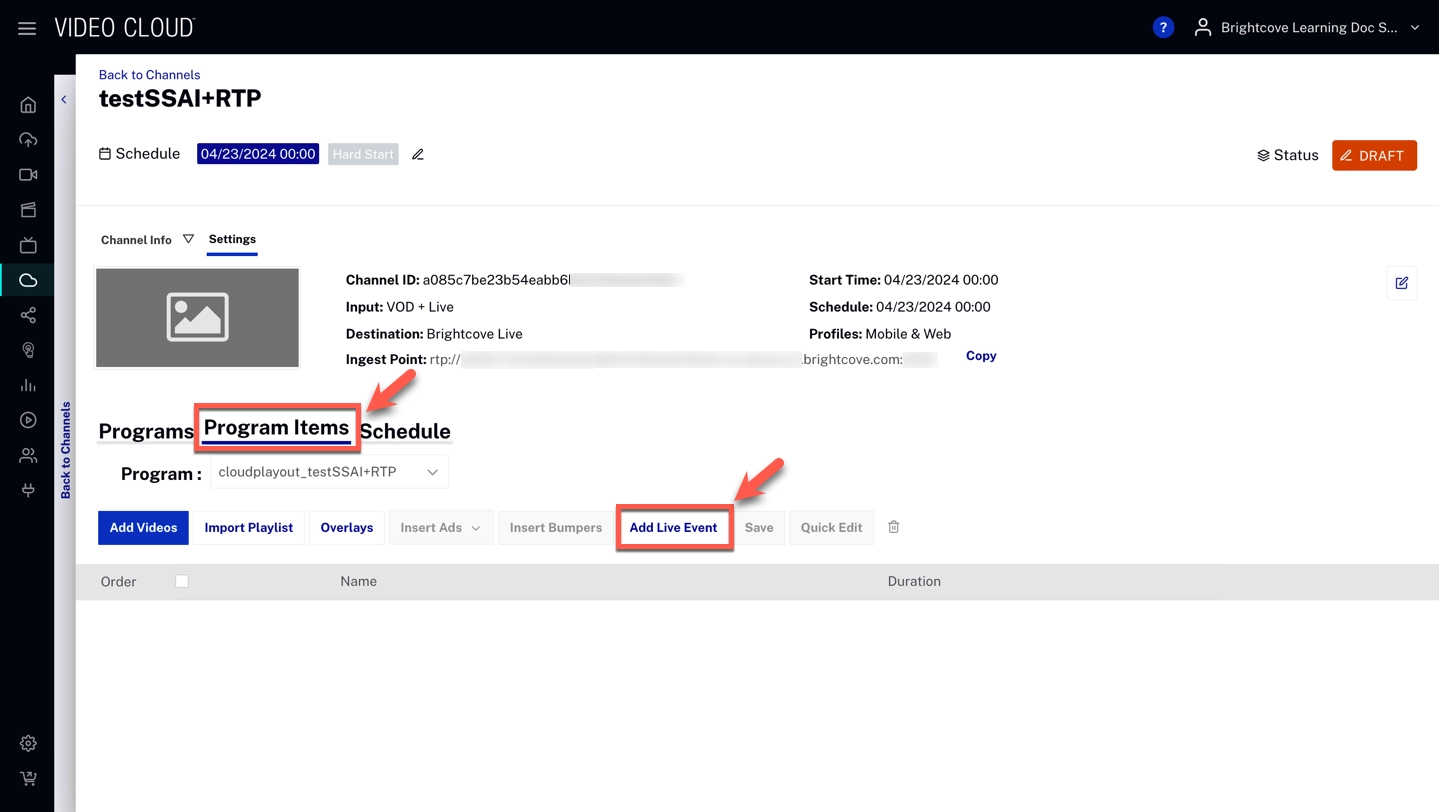 VIDEO CLOUD
?
Brightcove Learning Doc S...
Back to Channels
testSSAI+RTP
Schedule 04/23/2024 00:00 Hard Start
Status DRAFT
Channel Info Settings
Channel ID: a085c7be23b54eabb6
Input: VOD + Live
Destination: Brightcove Live
Ingest Point: rtp:// .brightcove.com: Copy
Start Time: 04/23/2024 00:00
Schedule: 04/23/2024 00:00
Profiles: Mobile & Web
Back to Channels
Programs Program Items Schedule
Program : cloudplayout_testSSAI+RTP
Add Videos Import Playlist Overlays Insert Ads Insert Bumpers Add Live Event Save Quick Edit
Order Name Duration